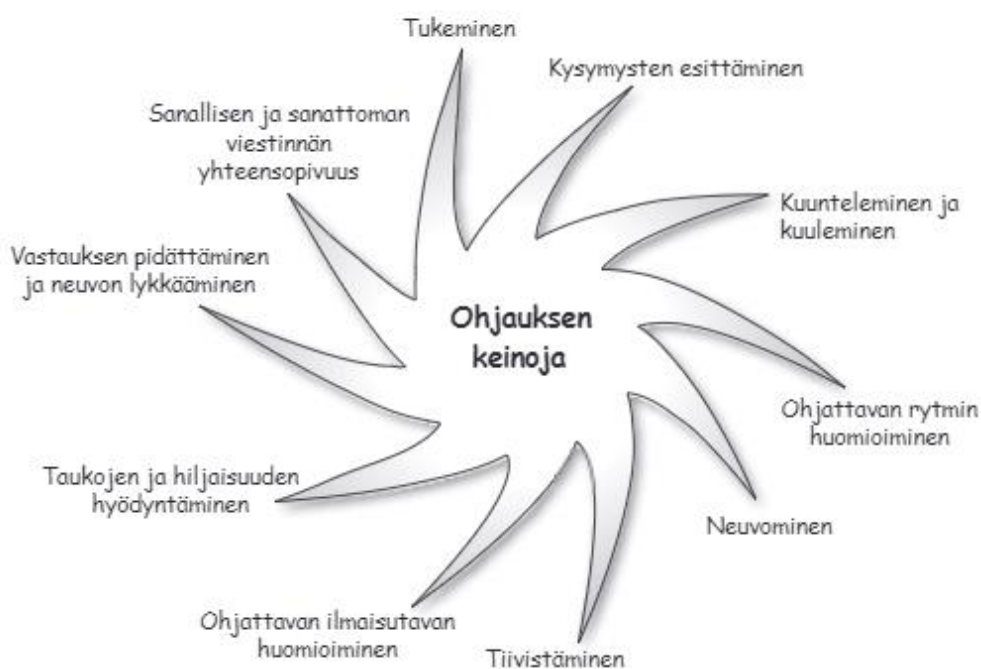 Tukeminen
Kysymysten esittäminen
Sanallisen ja sanattoman
viestinnän
yhteensopivuus
Kuunteleminen ja
kuuleminen
Vastauksen pidättäminen
ja neuvon lykkääminen
Ohjauksen
keinoja
Ohjattavan rytmin
huomioiminen
Taukojen ja hiljaisuuden
hyödyntäminen
Neuvominen
Ohjattavan ilmaisutavan
huomioiminen
Tiivistäminen